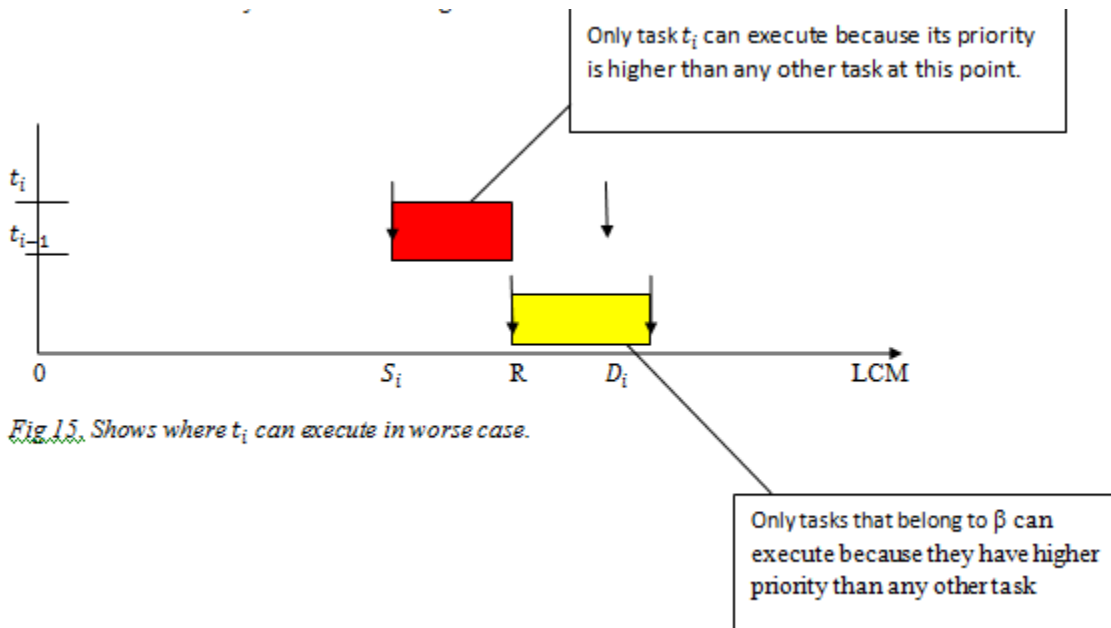 Only task tᵢ can execute because its priority
is higher than any other task at this point.
tᵢ
tᵢ₋₁
0 Sᵢ R Dᵢ LCM
Fig 15, Shows where tᵢ can execute in worse case.
Only tasks that belong to β can
execute because they have higher
priority than any other task